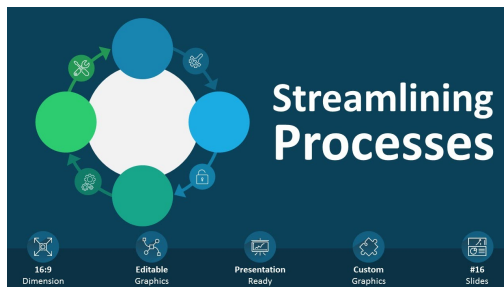 Streamlining
Processes
16:9
Dimension
Editable
Graphics
Presentation
Ready
Custom
Graphics
#16
Slides